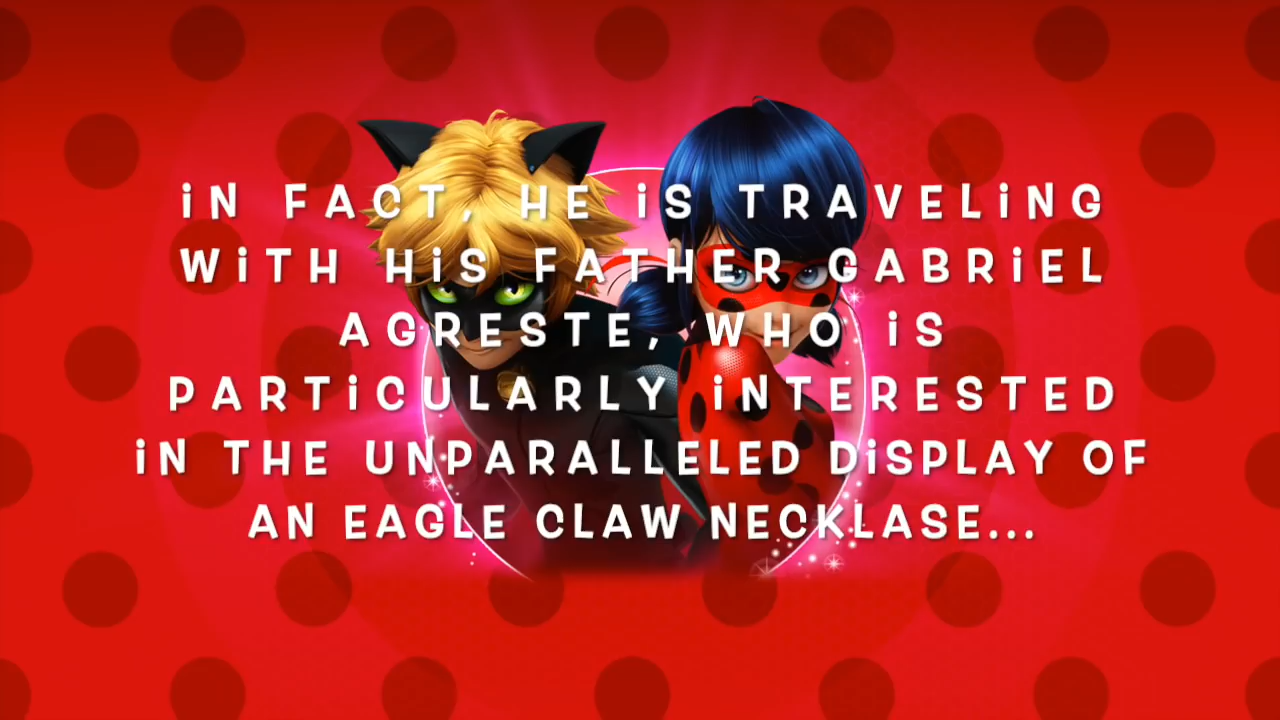 iN FACT, HE iS TRAVELiNG
WiTH HiS FATHER GABRiEL
AGRESTE, WHO iS
PARTiCULARLY iNTERESTED
iN THE UNPARALLELED DiSPLAY OF
AN EAGLE CLAW NECKLASE...